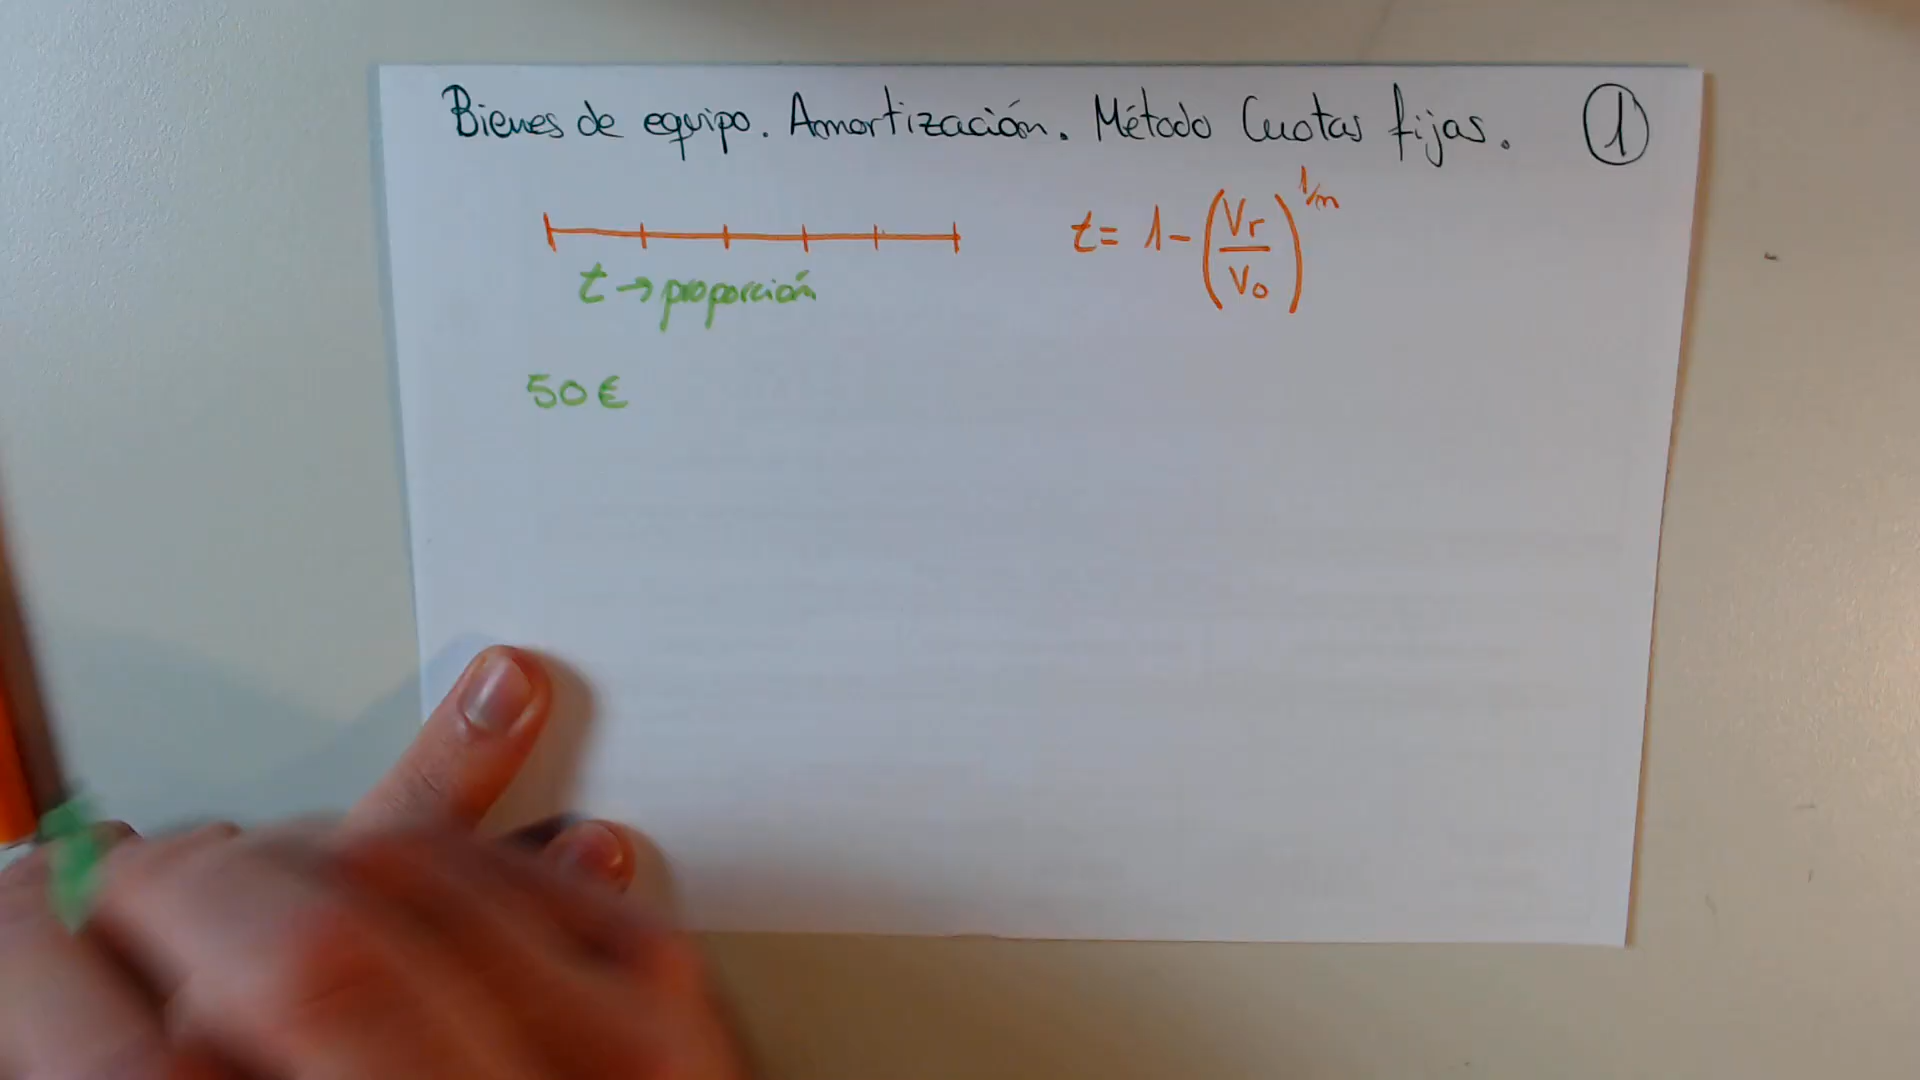 Bienes de equipo. Amortización. Método Cuotas fijas. 1
t = 1 - (Vr/Vo)^1/n
t → proporción
50 €